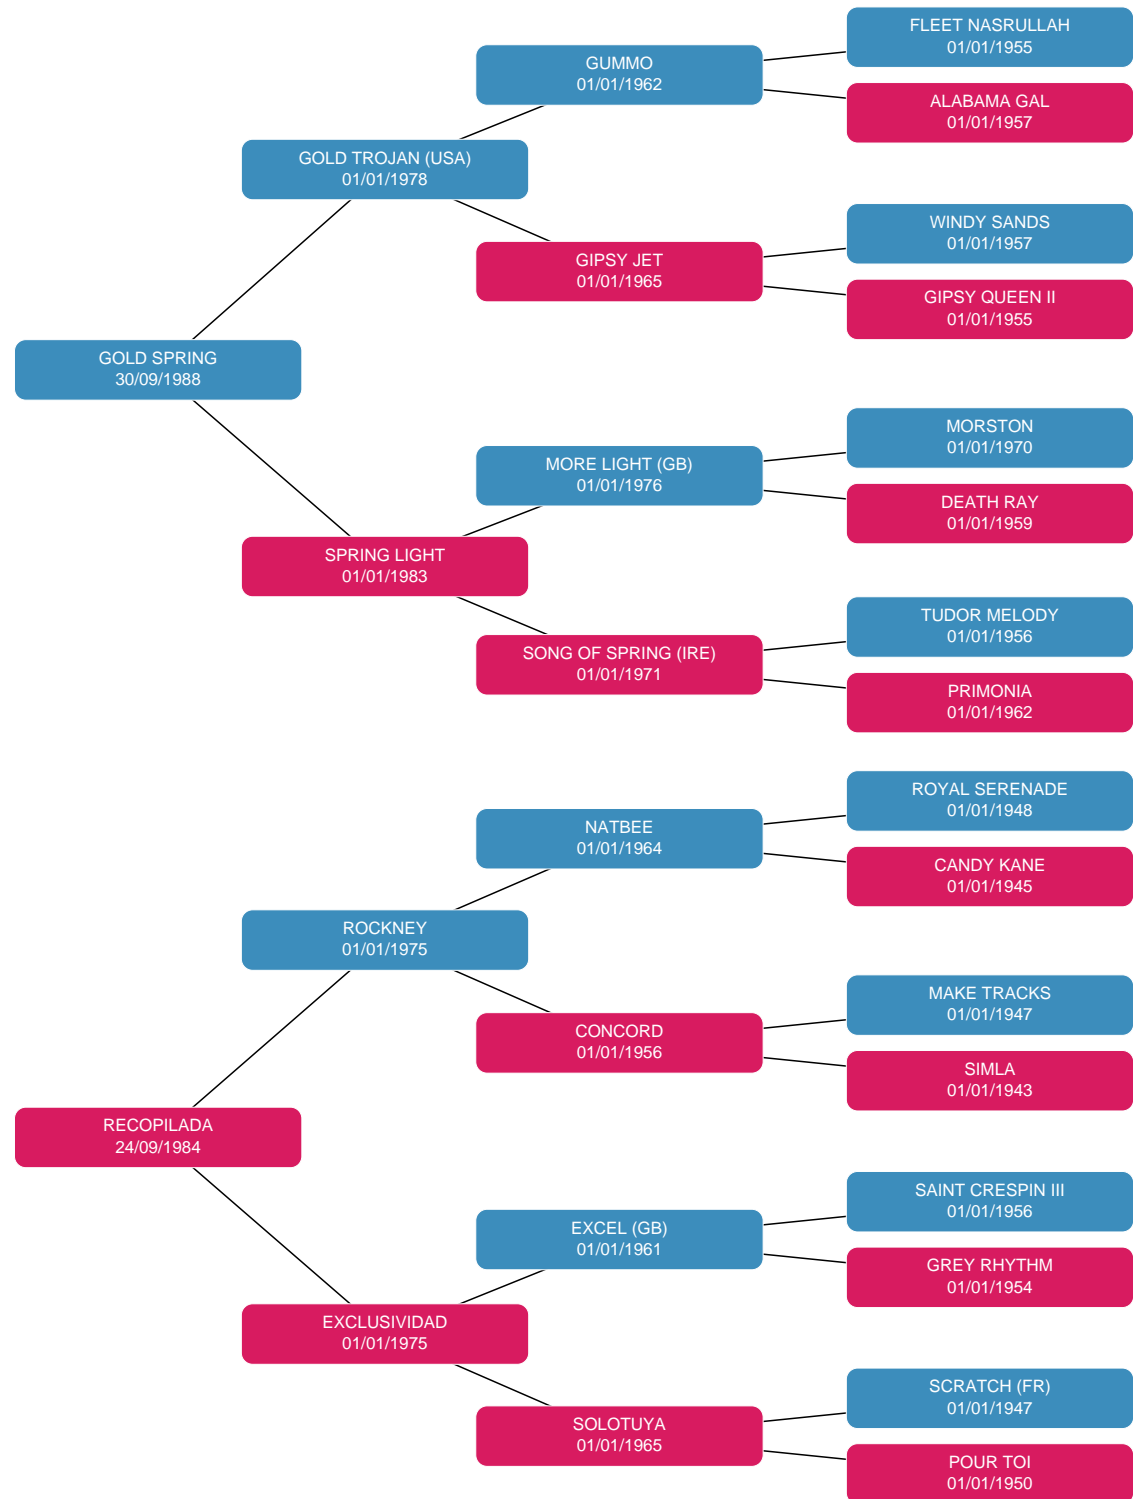 FLEET NASRULLAH
01/01/1955
GUMMO
01/01/1962
ALABAMA GAL
01/01/1957
GOLD TROJAN (USA)
01/01/1978
WINDY SANDS
01/01/1957
GIPSY JET
01/01/1965
GIPSY QUEEN II
01/01/1955
GOLD SPRING
30/09/1988
MORSTON
01/01/1970
MORE LIGHT (GB)
01/01/1976
DEATH RAY
01/01/1959
SPRING LIGHT
01/01/1983
TUDOR MELODY
01/01/1956
SONG OF SPRING (IRE)
01/01/1971
PRIMONIA
01/01/1962
ROYAL SERENADE
01/01/1948
NATBEE
01/01/1964
CANDY KANE
01/01/1945
ROCKNEY
01/01/1975
MAKE TRACKS
01/01/1947
CONCORD
01/01/1956
SIMLA
01/01/1943
RECOPILADA
24/09/1984
SAINT CRESPIN III
01/01/1956
EXCEL (GB)
01/01/1961
GREY RHYTHM
01/01/1954
EXCLUSIVIDAD
01/01/1975
SCRATCH (FR)
01/01/1947
SOLOTUYA
01/01/1965
POUR TOI
01/01/1950